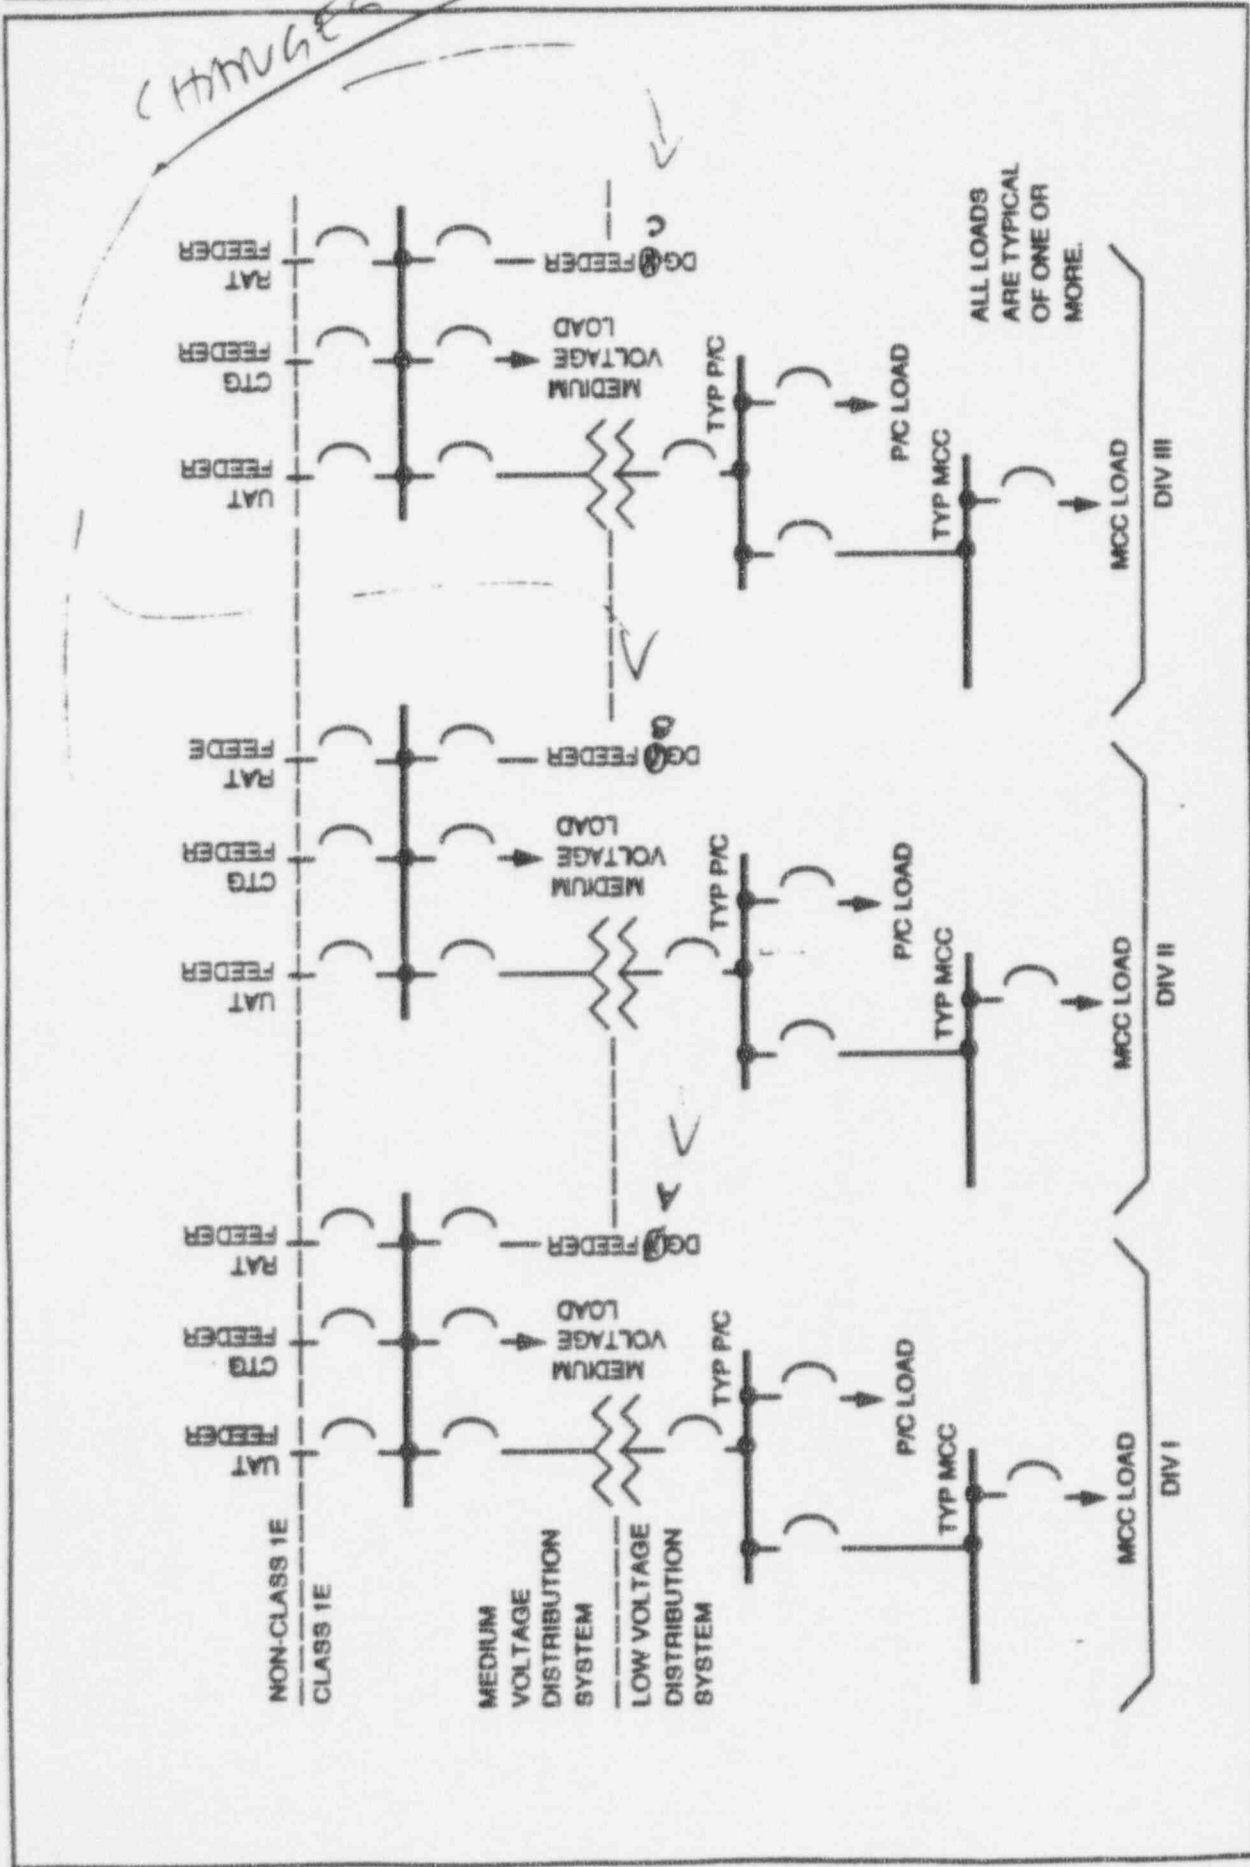 CHANGES
NON-CLASS 1E
CLASS 1E
MEDIUM
VOLTAGE
DISTRIBUTION
SYSTEM
LOW VOLTAGE
DISTRIBUTION
SYSTEM
UAT
FEEDER
CTG
FEEDER
RAT
FEEDER
MEDIUM
VOLTAGE
LOAD
DG FEEDER
A
TYP P/C
P/C LOAD
TYP MCC
MCC LOAD
DIV I
UAT
FEEDER
CTG
FEEDER
RAT
FEEDE
MEDIUM
VOLTAGE
LOAD
DG FEEDER
B
TYP P/C
P/C LOAD
TYP MCC
MCC LOAD
DIV II
UAT
FEEDER
CTG
FEEDER
RAT
FEEDER
MEDIUM
VOLTAGE
LOAD
DG FEEDER
C
TYP P/C
P/C LOAD
TYP MCC
MCC LOAD
DIV III
ALL LOADS
ARE TYPICAL
OF ONE OR
MORE.